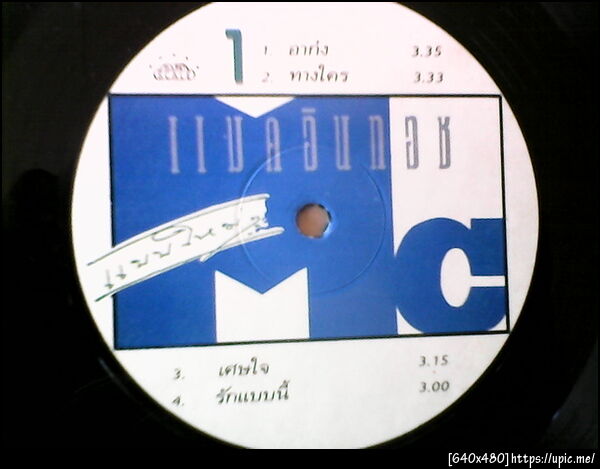 1
1 อาก๋ง 3.35
2. ทางใคร 3.33
แมคอินทอช
แบบใหม่ๆ
Mc
3. เศษใจ 3.15
4. รักแบบนี้ 3.00
[640x480]https://upic.me/